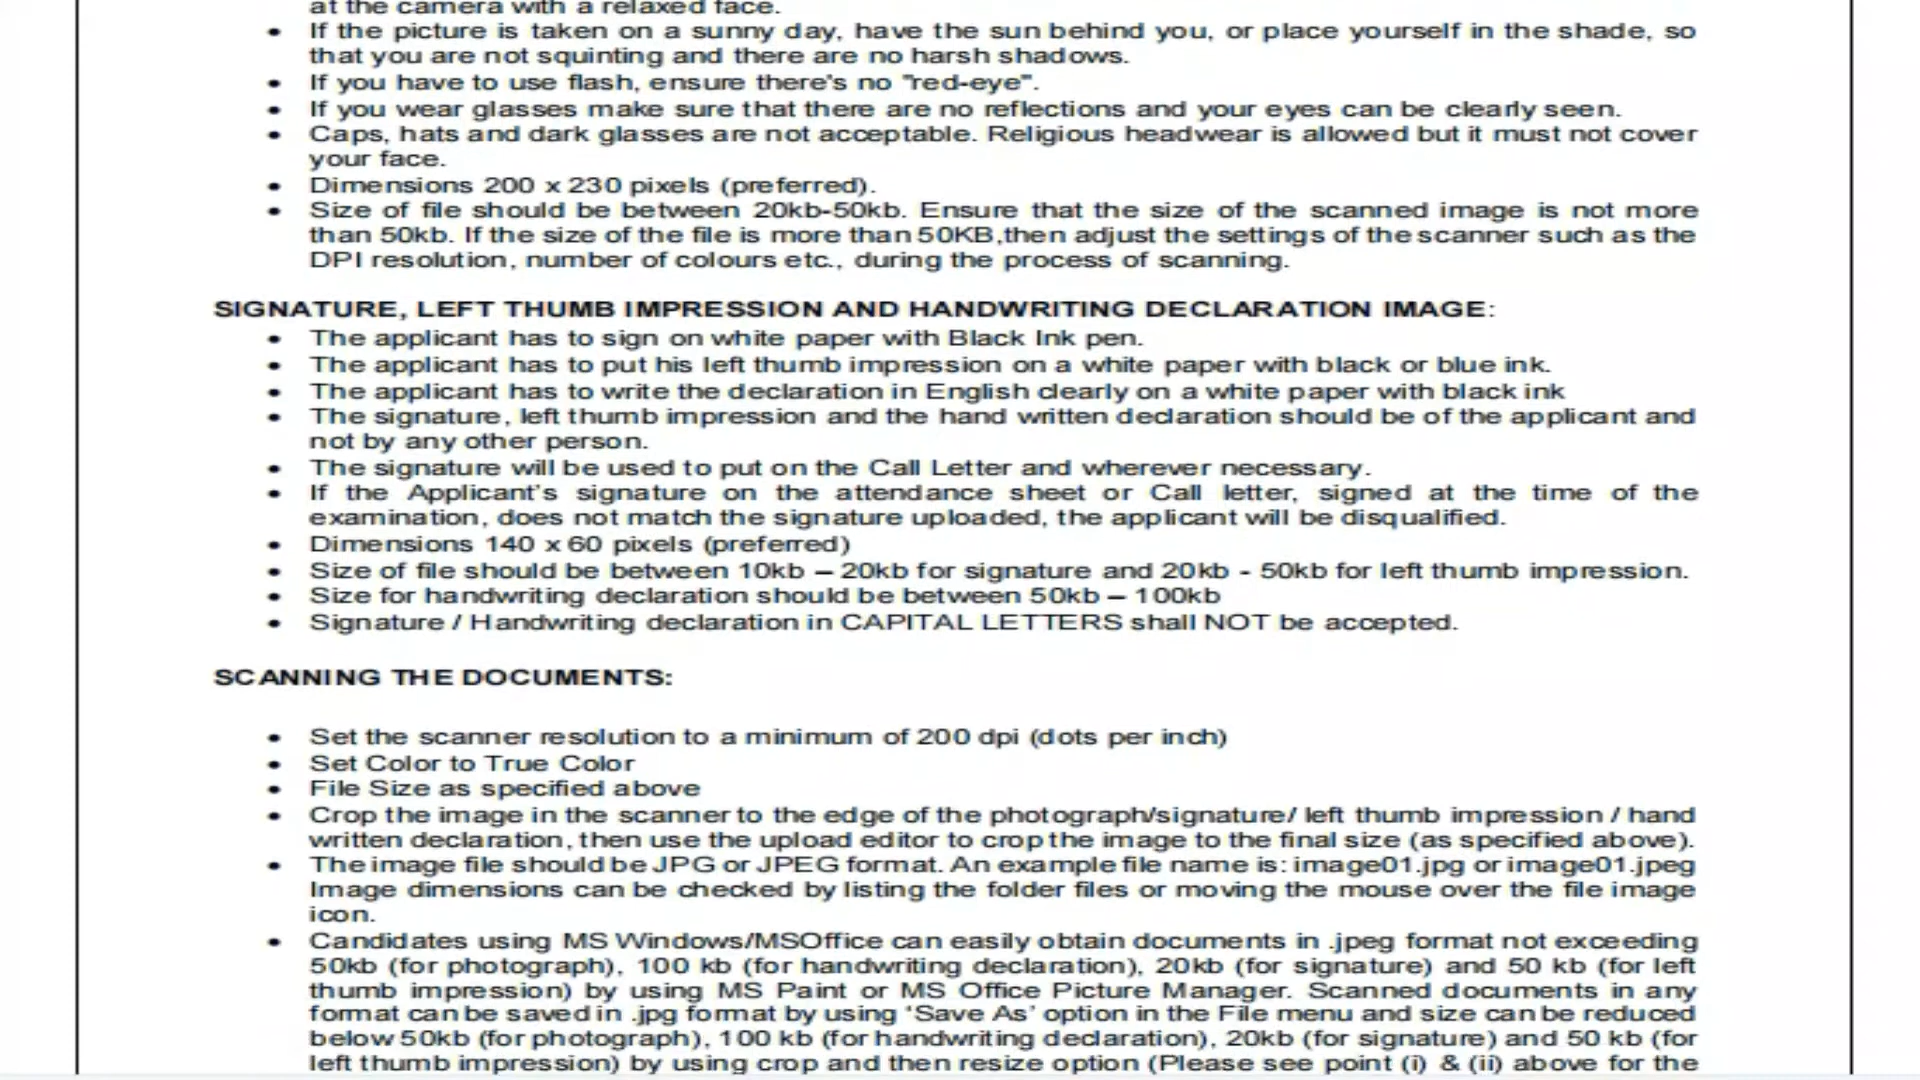 at the camera with a relaxed face.
• If the picture is taken on a sunny day, have the sun behind you, or place yourself in the shade, so
that you are not squinting and there are no harsh shadows.
• If you have to use flash, ensure there's no "red-eye".
• If you wear glasses make sure that there are no reflections and your eyes can be clearly seen.
• Caps, hats and dark glasses are not acceptable. Religious headwear is allowed but it must not cover
your face.
• Dimensions 200 x 230 pixels (preferred).
• Size of file should be between 20kb-50kb. Ensure that the size of the scanned image is not more
than 50kb. If the size of the file is more than 50KB,then adjust the settings of the scanner such as the
DPI resolution, number of colours etc., during the process of scanning.
SIGNATURE, LEFT THUMB IMPRESSION AND HANDWRITING DECLARATION IMAGE:
• The applicant has to sign on white paper with Black Ink pen.
• The applicant has to put his left thumb impression on a white paper with black or blue ink.
• The applicant has to write the declaration in English clearly on a white paper with black ink
• The signature, left thumb impression and the hand written declaration should be of the applicant and
not by any other person.
• The signature will be used to put on the Call Letter and wherever necessary.
• If the Applicant's signature on the attendance sheet or Call letter, signed at the time of the
examination, does not match the signature uploaded, the applicant will be disqualified.
• Dimensions 140 x 60 pixels (preferred)
• Size of file should be between 10kb – 20kb for signature and 20kb - 50kb for left thumb impression.
• Size for handwriting declaration should be between 50kb – 100kb
• Signature / Handwriting declaration in CAPITAL LETTERS shall NOT be accepted.
SCANNING THE DOCUMENTS:
• Set the scanner resolution to a minimum of 200 dpi (dots per inch)
• Set Color to True Color
• File Size as specified above
• Crop the image in the scanner to the edge of the photograph/signature/ left thumb impression / hand
written declaration, then use the upload editor to crop the image to the final size (as specified above).
• The image file should be JPG or JPEG format. An example file name is: image01.jpg or image01.jpeg
Image dimensions can be checked by listing the folder files or moving the mouse over the file image
icon.
• Candidates using MS Windows/MSOffice can easily obtain documents in .jpeg format not exceeding
50kb (for photograph), 100 kb (for handwriting declaration), 20kb (for signature) and 50 kb (for left
thumb impression) by using MS Paint or MS Office Picture Manager. Scanned documents in any
format can be saved in .jpg format by using 'Save As' option in the File menu and size can be reduced
below 50kb (for photograph), 100 kb (for handwriting declaration), 20kb (for signature) and 50 kb (for
left thumb impression) by using crop and then resize option (Please see point (i) & (ii) above for the